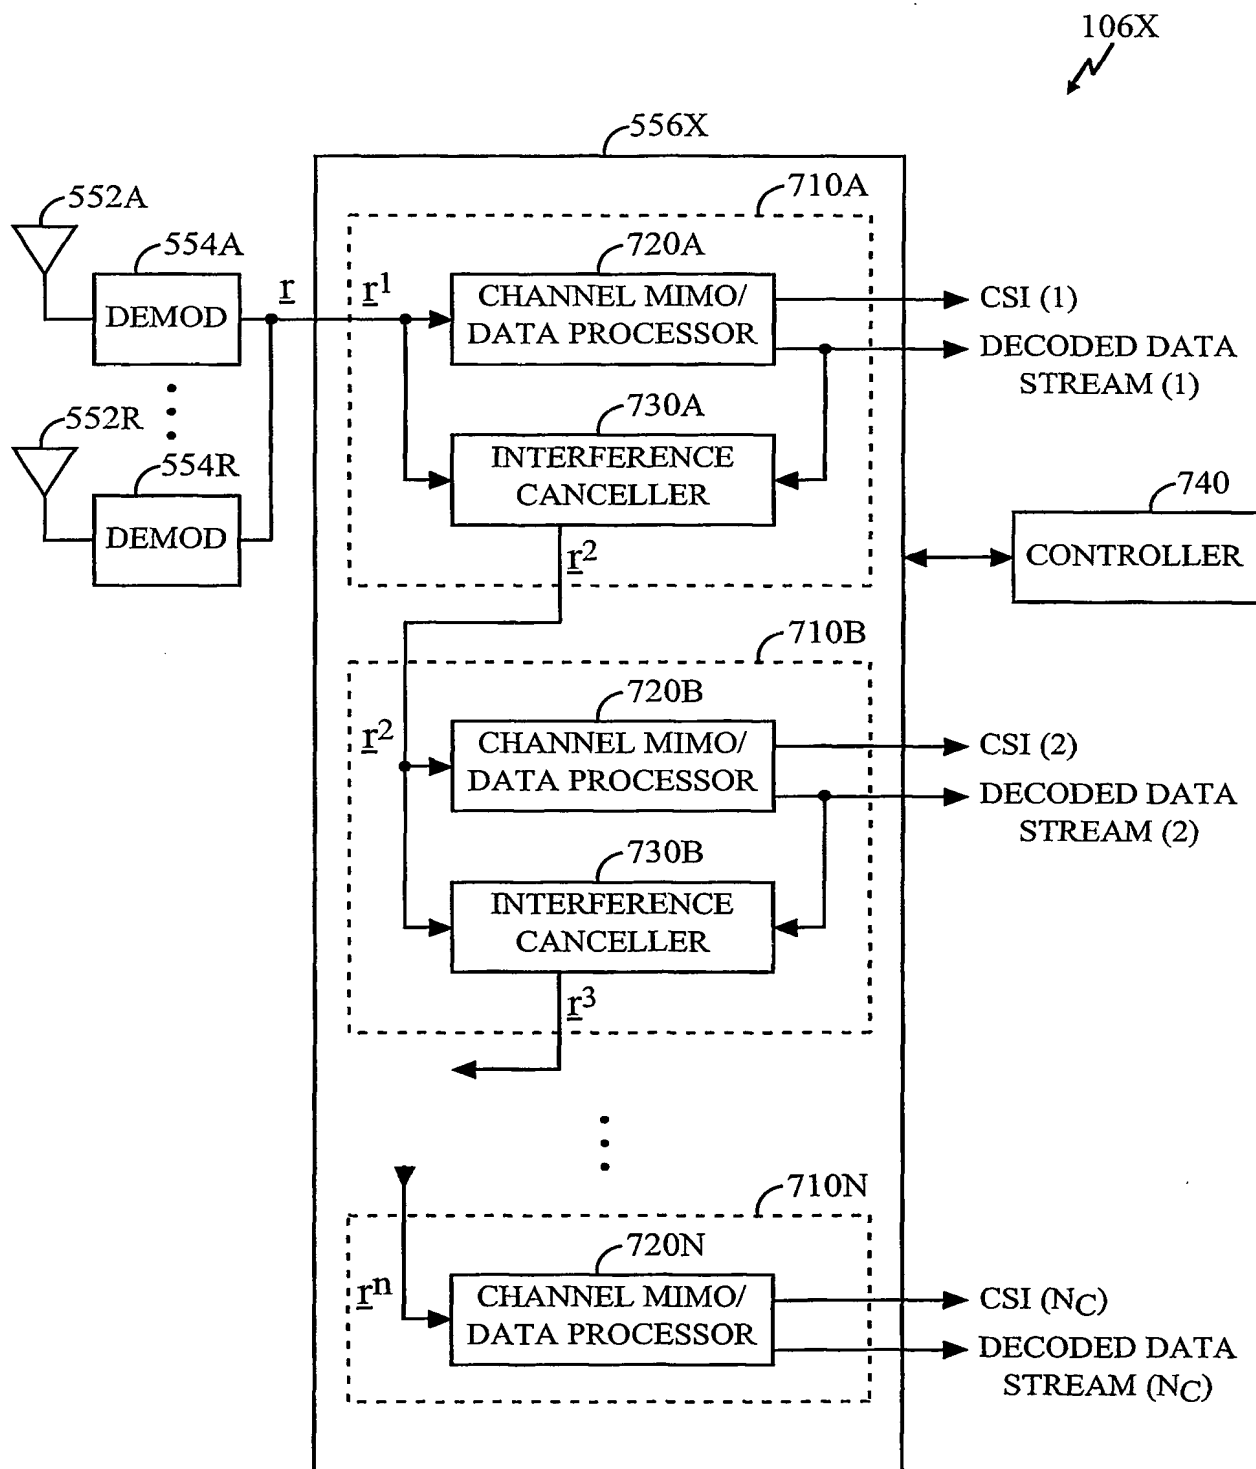 106X
556X
710A
552A
554A
720A
r
r1
DEMOD
CHANNEL MIMO/
DATA PROCESSOR
CSI (1)
DECODED DATA
STREAM (1)
552R
730A
554R
INTERFERENCE
CANCELLER
740
DEMOD
r2
CONTROLLER
710B
720B
r2
CHANNEL MIMO/
DATA PROCESSOR
CSI (2)
DECODED DATA
STREAM (2)
730B
INTERFERENCE
CANCELLER
r3
710N
720N
rn
CHANNEL MIMO/
DATA PROCESSOR
CSI (NC)
DECODED DATA
STREAM (NC)